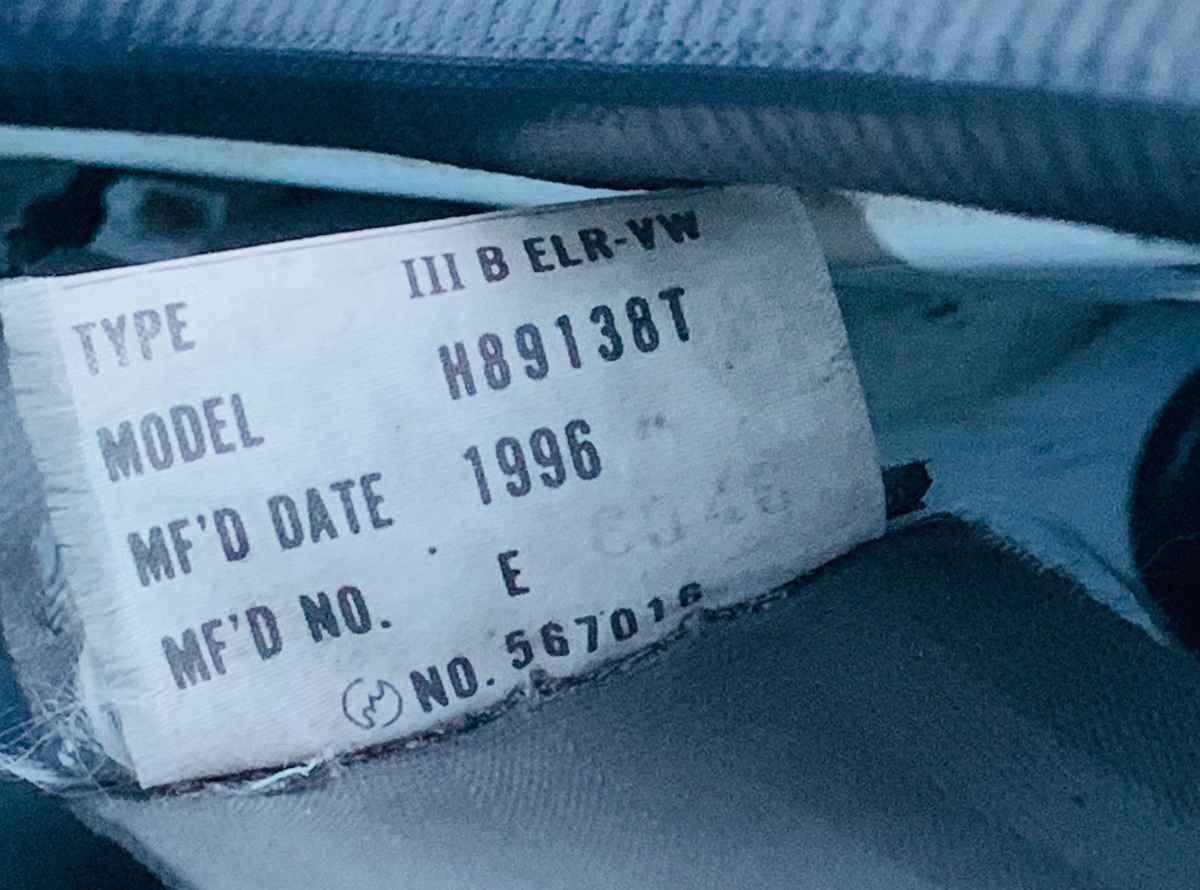 TYPE III B ELR-VW
MODEL H89138T
MF'D DATE 1996
MF'D NO. E
NO. 567016